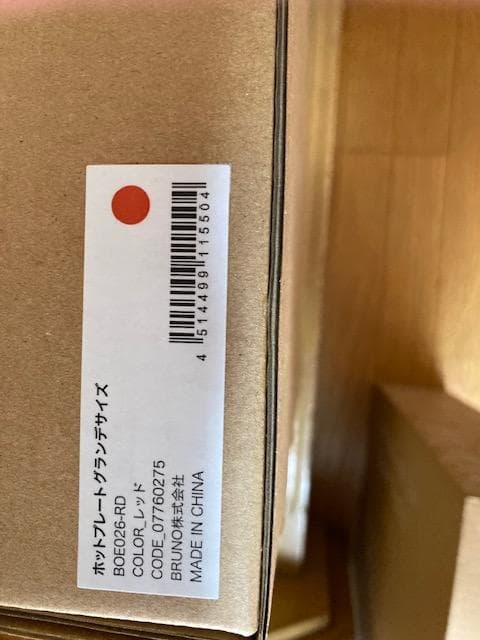 ホットプレートグランデサイズ
BOE026-RD
COLOR_レッド
CODE_07760275
BRUNO株式会社
MADE IN CHINA
4 514499 115504